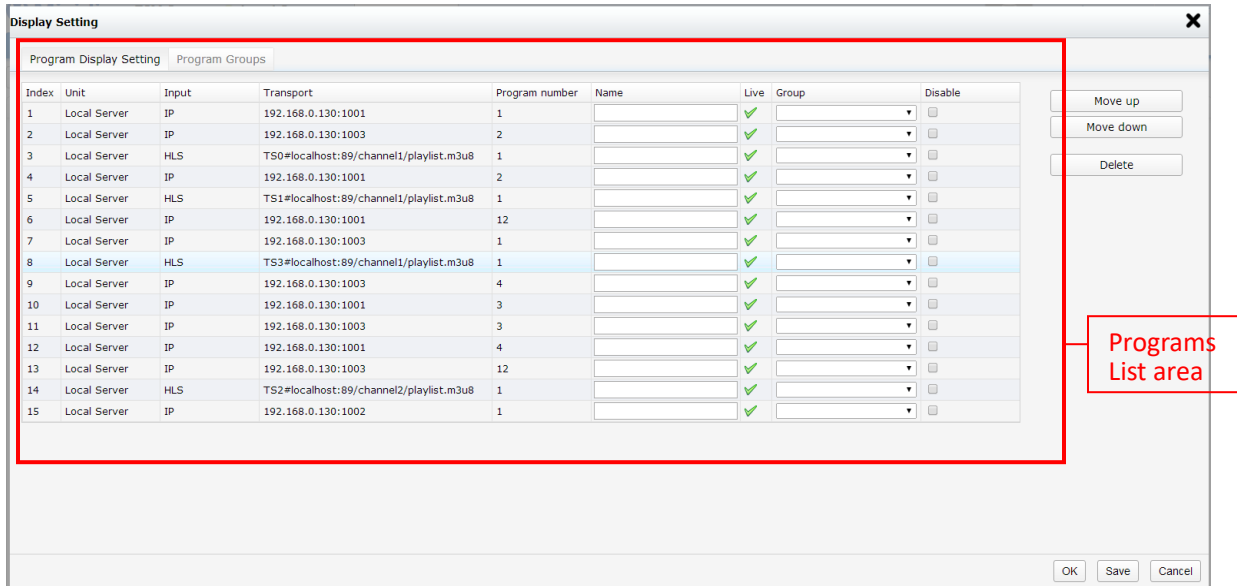 Display Setting
Program Display Setting Program Groups
Index Unit Input Transport Program number Name Live Group Disable
1 Local Server IP 192.168.0.130:1001 1
2 Local Server IP 192.168.0.130:1003 2
3 Local Server HLS TS0#localhost:89/channel1/playlist.m3u8 1
4 Local Server IP 192.168.0.130:1001 2
5 Local Server HLS TS1#localhost:89/channel1/playlist.m3u8 1
6 Local Server IP 192.168.0.130:1001 12
7 Local Server IP 192.168.0.130:1003 1
8 Local Server HLS TS3#localhost:89/channel1/playlist.m3u8 1
9 Local Server IP 192.168.0.130:1003 4
10 Local Server IP 192.168.0.130:1001 3
11 Local Server IP 192.168.0.130:1003 3
12 Local Server IP 192.168.0.130:1001 4
13 Local Server IP 192.168.0.130:1003 12
14 Local Server HLS TS2#localhost:89/channel2/playlist.m3u8 1
15 Local Server IP 192.168.0.130:1002 1
Move up
Move down
Delete
Programs
List area
OK Save Cancel